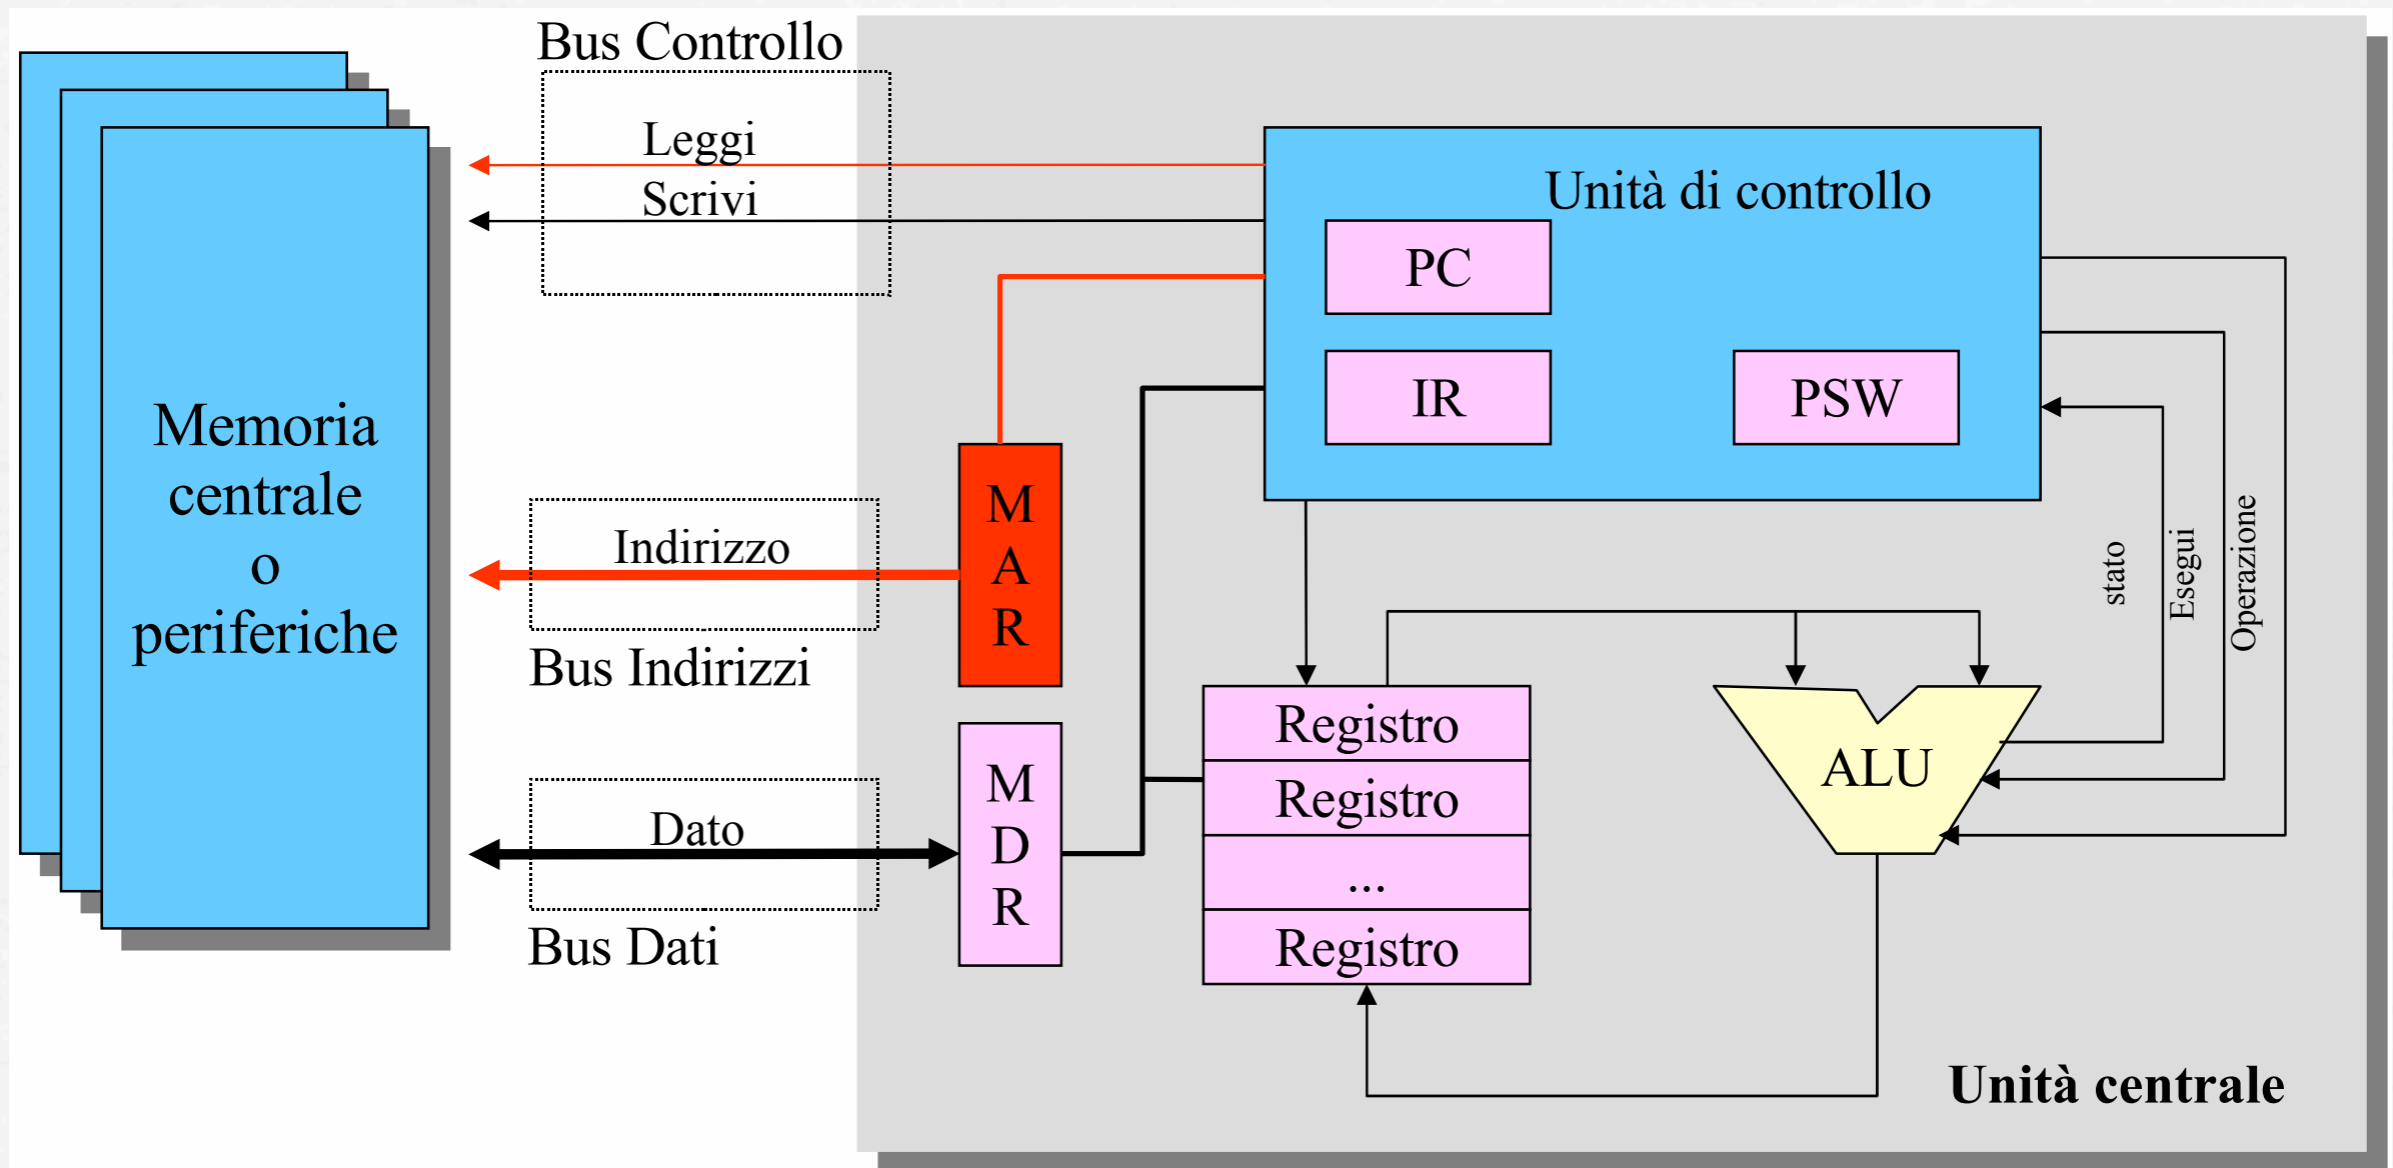 Bus Controllo
Leggi
Scrivi
Unità di controllo
PC
IR
PSW
Memoria
centrale
o
periferiche
Indirizzo
Bus Indirizzi
M
A
R
stato
Esegui
Operazione
Dato
Bus Dati
M
D
R
Registro
Registro
...
Registro
ALU
Unità centrale